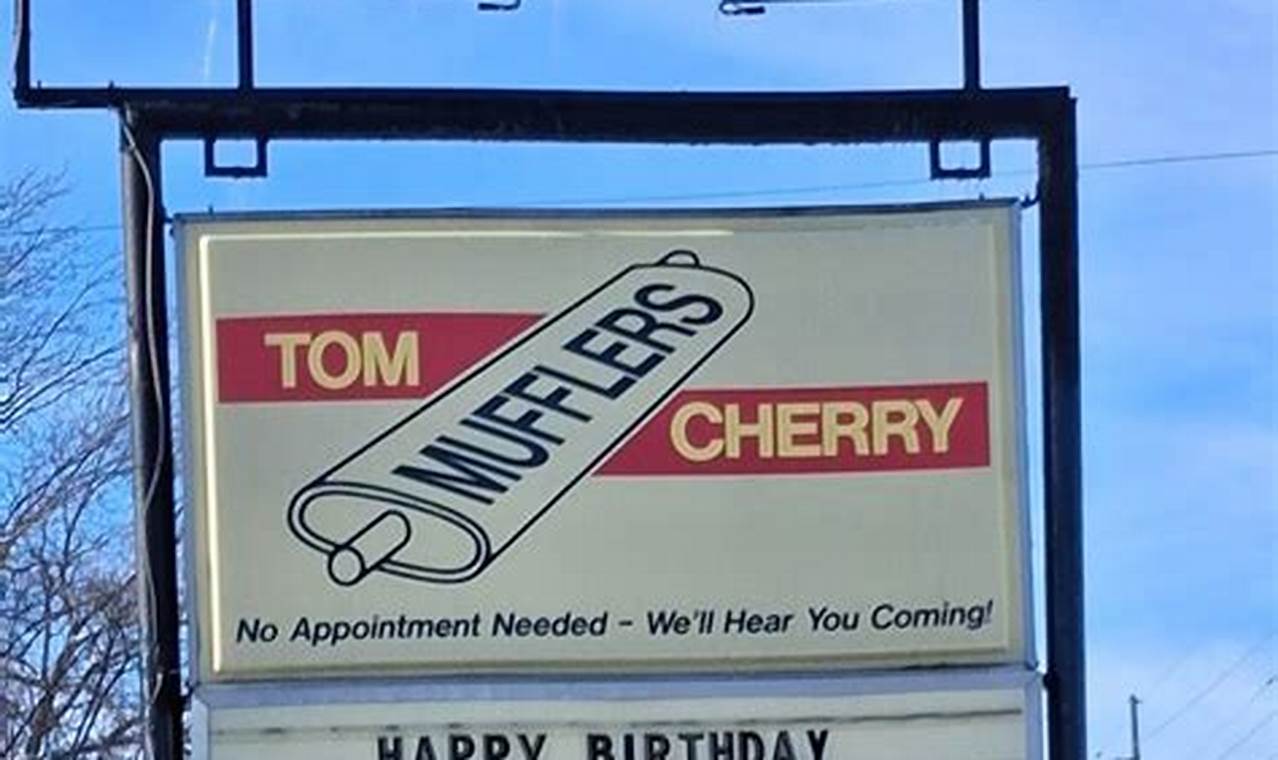 TOM
MUFFLERS
CHERRY
No Appointment Needed - We'll Hear You Coming!
HAPPY BIRTHDAY